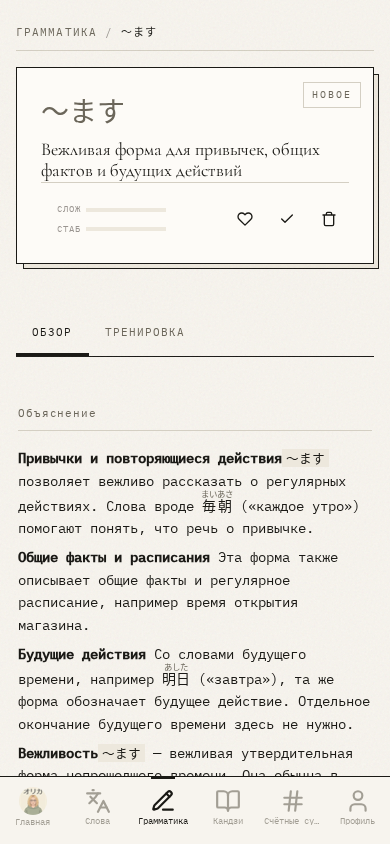 ГРАММАТИКА / 〜ます
НОВОЕ
〜ます
Вежливая форма для привычек, общих
фактов и будущих действий
СЛОЖ
СТАБ
ОБЗОР ТРЕНИРОВКА
Объяснение
Привычки и повторяющиеся действия 〜ます
позволяет вежливо рассказать о регулярных
まいあさ
действиях. Слова вроде 毎朝 («каждое утро»)
помогают понять, что речь о привычке.
Общие факты и расписания Эта форма также
описывает общие факты и регулярное
расписание, например время открытия
магазина.
Будущие действия Со словами будущего
あした
времени, например 明日 («завтра»), та же
форма обозначает будущее действие. Отдельное
окончание будущего времени здесь не нужно.
Вежливость 〜ます — вежливая утвердительная
форма непрошедшего времени. Она обычна в
オリカ
Главная Слова Грамматика Кандзи Счётные су… Профиль